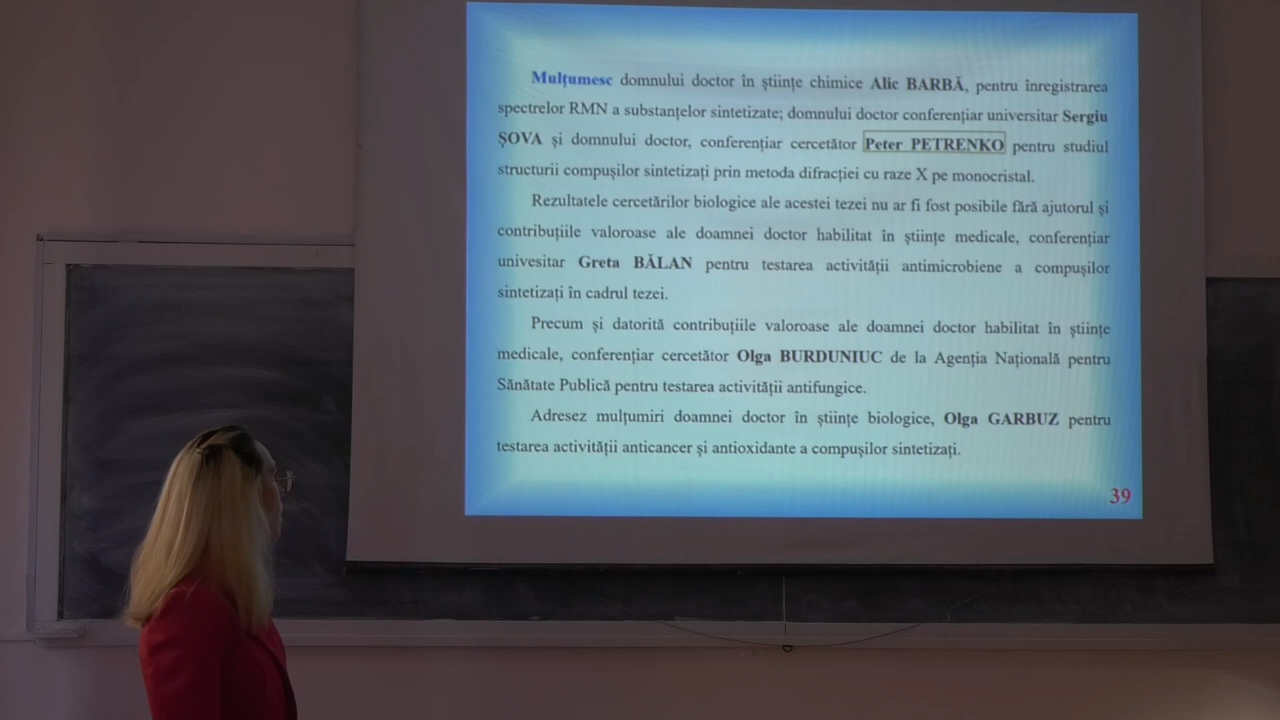 Mulțumesc domnului doctor în științe chimice Alic BARBĂ, pentru înregistrarea
spectrelor RMN a substanțelor sintetizate; domnului doctor conferențiar universitar Sergiu
ȘOVA și domnului doctor, conferențiar cercetător Peter PETRENKO pentru studiul
structurii compușilor sintetizați prin metoda difracției cu raze X pe monocristal.
Rezultatele cercetărilor biologice ale acestei tezei nu ar fi fost posibile fără ajutorul și
contribuțiile valoroase ale doamnei doctor habilitat în științe medicale, conferențiar
univesitar Greta BĂLAN pentru testarea activității antimicrobiene a compușilor
sintetizați în cadrul tezei.
Precum și datorită contribuțiile valoroase ale doamnei doctor habilitat în științe
medicale, conferențiar cercetător Olga BURDUNIUC de la Agenția Națională pentru
Sănătate Publică pentru testarea activității antifungice.
Adresez mulțumiri doamnei doctor în științe biologice, Olga GARBUZ pentru
testarea activității anticancer și antioxidante a compușilor sintetizați.
39